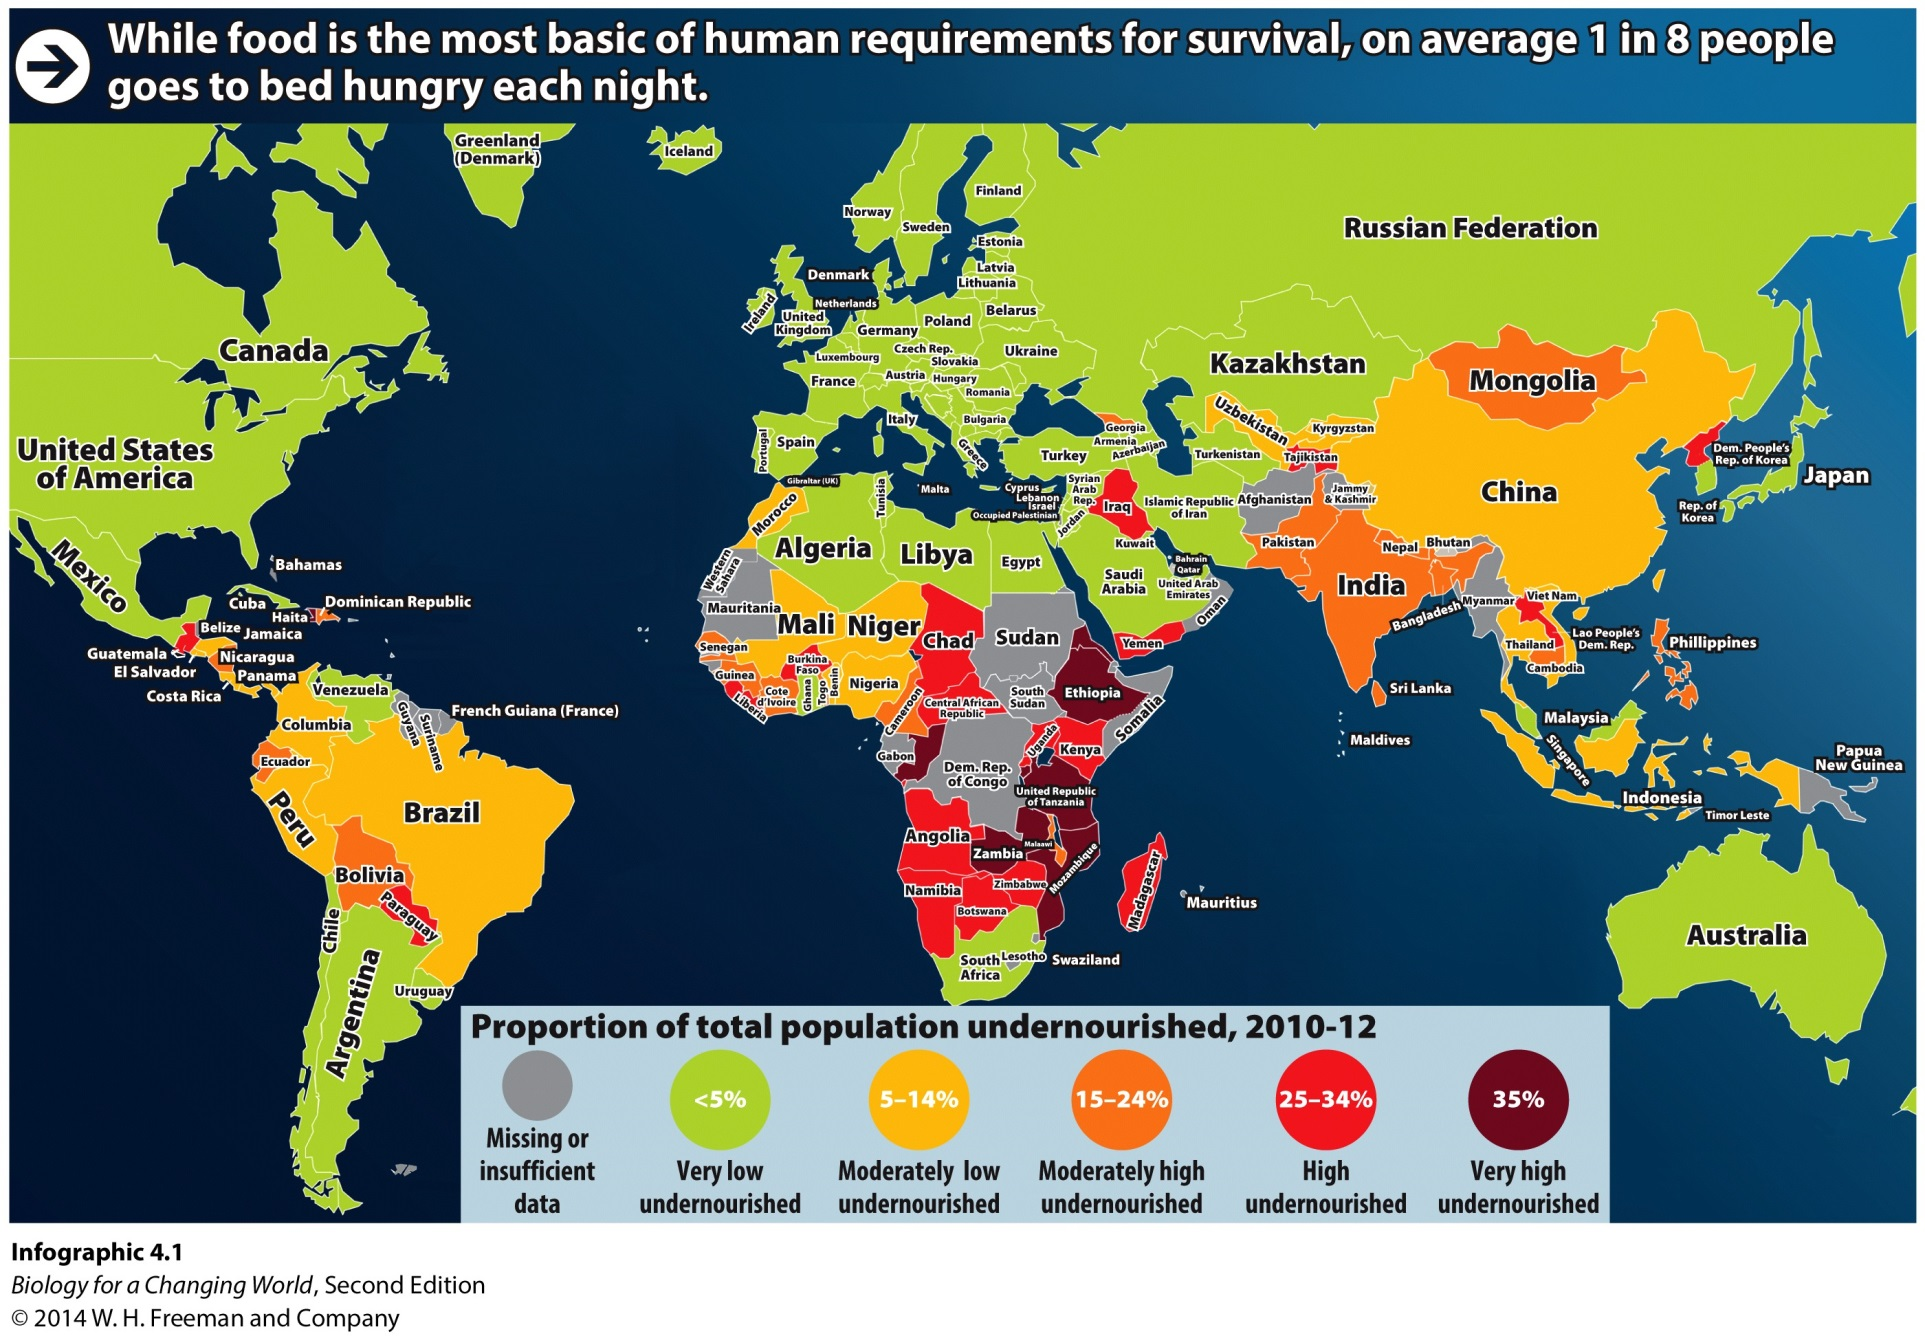 While food is the most basic of human requirements for survival, on average 1 in 8 people
goes to bed hungry each night.
Greenland
(Denmark)
Iceland
Finland
Norway
Sweden
Russian Federation
Estonia
Latvia
Lithuania
Denmark
Netherlands
Ireland
United
Kingdom
Belarus
Poland
Germany
Canada
Luxembourg
Czech Rep.
Slovakia
Ukraine
Kazakhstan
France
Austria
Hungary
Romania
Mongolia
United States
of America
Italy
Bulgaria
Portugal
Spain
Greece
Turkey
Georgia
Armenia
Azerbaijan
Uzbekistan
Kyrgyzstan
Turkenistan
Tajikistan
Dem. People's
Rep. of Korea
Japan
Gibraltar (UK)
Tunisia
Malta
Cyprus
Lebanon
Israel
Occupied Palestinian
Syrian
Arab
Rep.
Jordan
Iraq
Islamic Republic
of Iran
Afghanistan
Jammy
& Kashmir
China
Rep. of
Korea
Mexico
Morocco
Algeria
Libya
Egypt
Kuwait
Bahrain
Qatar
Saudi
Arabia
United Arab
Emirates
Oman
Pakistan
Nepal
Bhutan
India
Bahamas
Cuba
Haita
Dominican Republic
Belize
Jamaica
Guatemala
El Salvador
Nicaragua
Panama
Costa Rica
Western
Sahara
Mauritania
Mali
Niger
Chad
Sudan
Yemen
Bangladesh
Myanmar
Viet Nam
Lao People's
Dem. Rep.
Thailand
Cambodia
Phillippines
Senegan
Guinea
Liberia
Cote
d'Ivoire
Burkina
Faso
Ghana
Togo
Benin
Nigeria
Cameroon
Central African
Republic
South
Sudan
Ethiopia
Somalia
Sri Lanka
Maldives
Malaysia
Singapore
Indonesia
Timor Leste
Papua
New Guinea
Venezuela
Columbia
Guyana
Suriname
French Guiana (France)
Ecuador
Peru
Brazil
Gabon
Dem. Rep.
of Congo
Uganda
Kenya
United Republic
of Tanzania
Bolivia
Paraguay
Chile
Argentina
Uruguay
Angolia
Zambia
Malaawi
Mozambique
Namibia
Zimbabwe
Botswana
Madagascar
Mauritius
South
Africa
Lesotho
Swaziland
Australia
Proportion of total population undernourished, 2010-12
<5%
5–14%
15–24%
25–34%
35%
Missing or
insufficient
data
Very low
undernourished
Moderately low
undernourished
Moderately high
undernourished
High
undernourished
Very high
undernourished
Infographic 4.1
Biology for a Changing World, Second Edition
© 2014 W. H. Freeman and Company